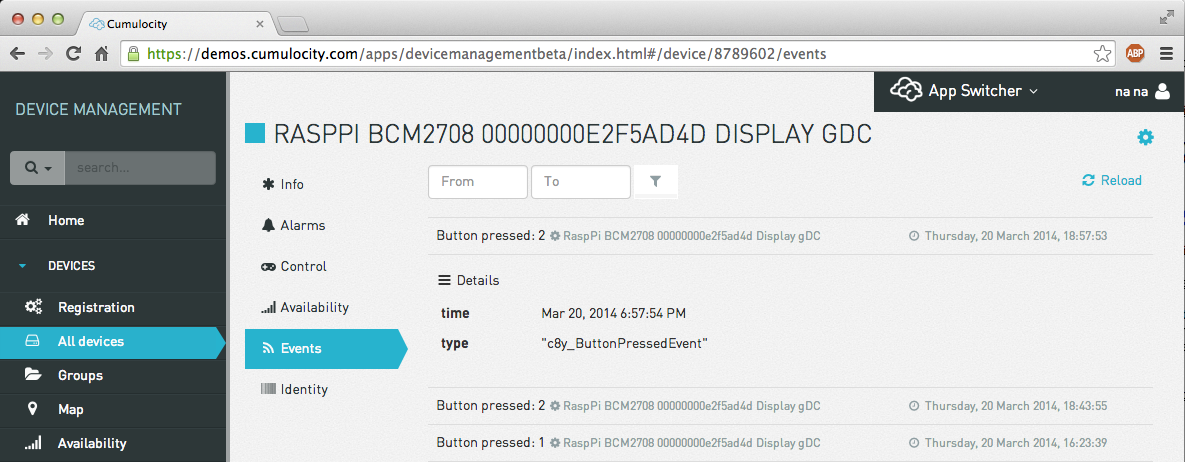 Cumulocity
https://demos.cumulocity.com/apps/devicemanagementbeta/index.html#/device/8789602/events
ABP
DEVICE MANAGEMENT
App Switcher
na na
RASPPI BCM2708 00000000E2F5AD4D DISPLAY GDC
search...
Home
DEVICES
Registration
All devices
Groups
Map
Availability
Info
Alarms
Control
Availability
Events
Identity
From To
Reload
Button pressed: 2 RaspPi BCM2708 00000000e2f5ad4d Display gDC Thursday, 20 March 2014, 18:57:53
Details
time Mar 20, 2014 6:57:54 PM
type "c8y_ButtonPressedEvent"
Button pressed: 2 RaspPi BCM2708 00000000e2f5ad4d Display gDC Thursday, 20 March 2014, 18:43:55
Button pressed: 1 RaspPi BCM2708 00000000e2f5ad4d Display gDC Thursday, 20 March 2014, 16:23:39